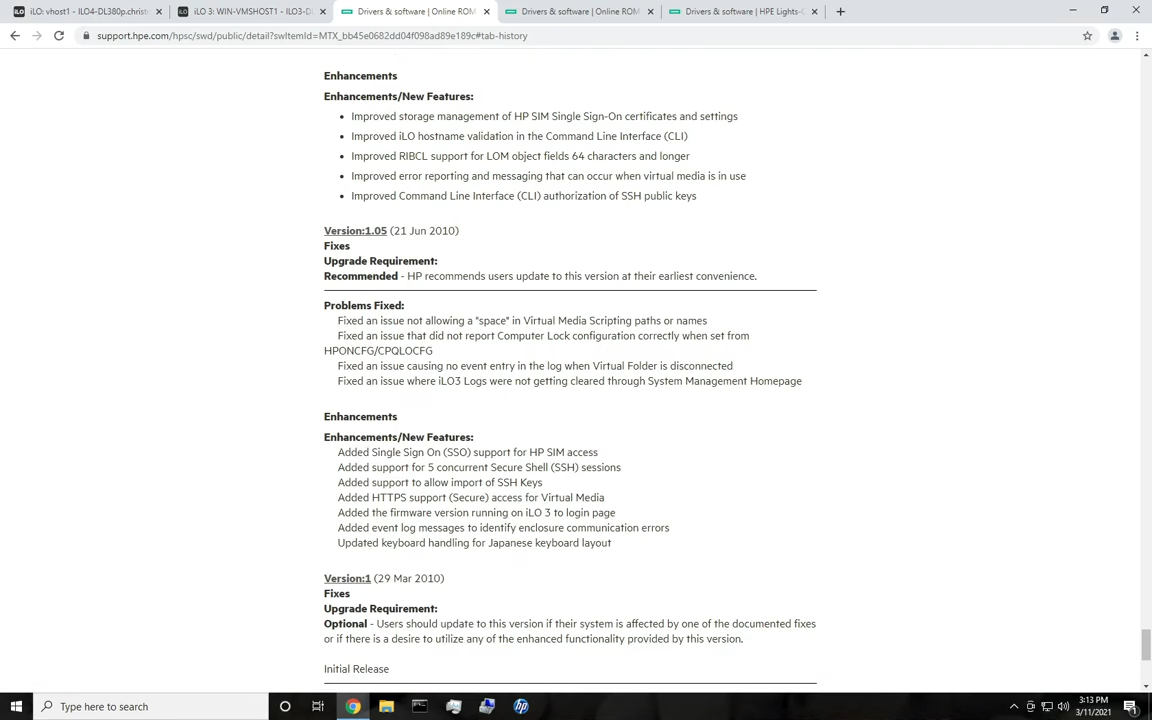 iLO: vhost1 - ILO4-DL380p.christ
iLO 3: WIN-VMSHOST1 - ILO3-D
Drivers & software | Online ROM
Drivers & software | Online ROM
Drivers & software | HPE Lights-O
support.hpe.com/hpsc/swd/public/detail?swItemId=MTX_bb45e0682dd04f098ad89e189c#tab-history
Enhancements
Enhancements/New Features:
• Improved storage management of HP SIM Single Sign-On certificates and settings
• Improved iLO hostname validation in the Command Line Interface (CLI)
• Improved RIBCL support for LOM object fields 64 characters and longer
• Improved error reporting and messaging that can occur when virtual media is in use
• Improved Command Line Interface (CLI) authorization of SSH public keys
Version:1.05 (21 Jun 2010)
Fixes
Upgrade Requirement:
Recommended - HP recommends users update to this version at their earliest convenience.
Problems Fixed:
Fixed an issue not allowing a "space" in Virtual Media Scripting paths or names
Fixed an issue that did not report Computer Lock configuration correctly when set from
HPONCFG/CPQLOCFG
Fixed an issue causing no event entry in the log when Virtual Folder is disconnected
Fixed an issue where iLO3 Logs were not getting cleared through System Management Homepage
Enhancements
Enhancements/New Features:
Added Single Sign On (SSO) support for HP SIM access
Added support for 5 concurrent Secure Shell (SSH) sessions
Added support to allow import of SSH Keys
Added HTTPS support (Secure) access for Virtual Media
Added the firmware version running on iLO 3 to login page
Added event log messages to identify enclosure communication errors
Updated keyboard handling for Japanese keyboard layout
Version:1 (29 Mar 2010)
Fixes
Upgrade Requirement:
Optional - Users should update to this version if their system is affected by one of the documented fixes
or if there is a desire to utilize any of the enhanced functionality provided by this version.
Initial Release
Type here to search
3:13 PM
3/11/2021